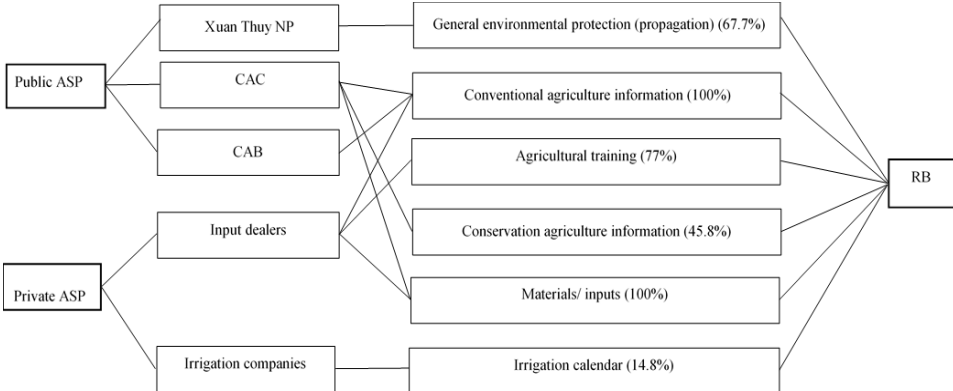 Xuan Thuy NP
General environmental protection (propagation) (67.7%)
Public ASP
CAC
Conventional agriculture information (100%)
CAB
Agricultural training (77%)
RB
Input dealers
Conservation agriculture information (45.8%)
Private ASP
Materials/ inputs (100%)
Irrigation companies
Irrigation calendar (14.8%)